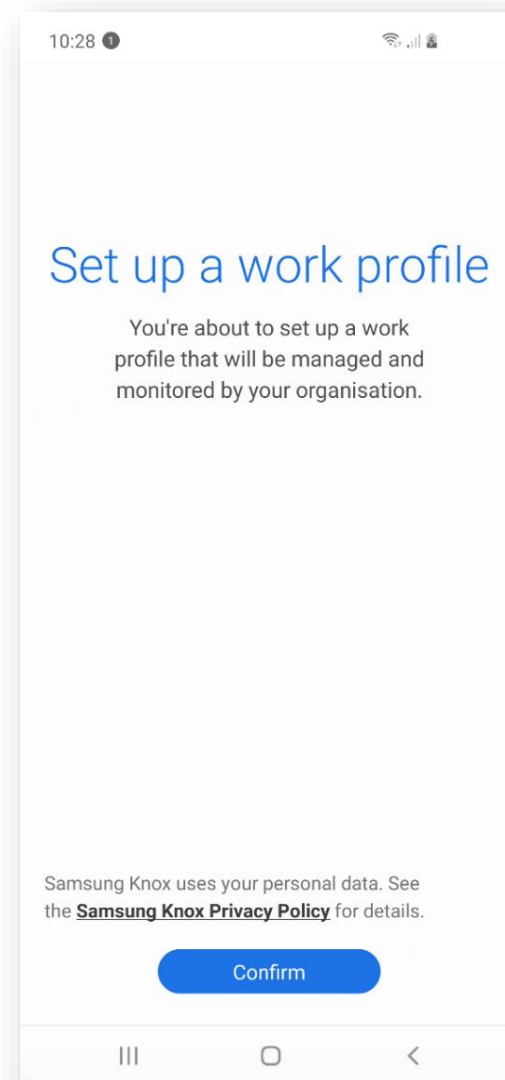 10:28 1
Set up a work profile
You're about to set up a work
profile that will be managed and
monitored by your organisation.
Samsung Knox uses your personal data. See
the Samsung Knox Privacy Policy for details.
Confirm